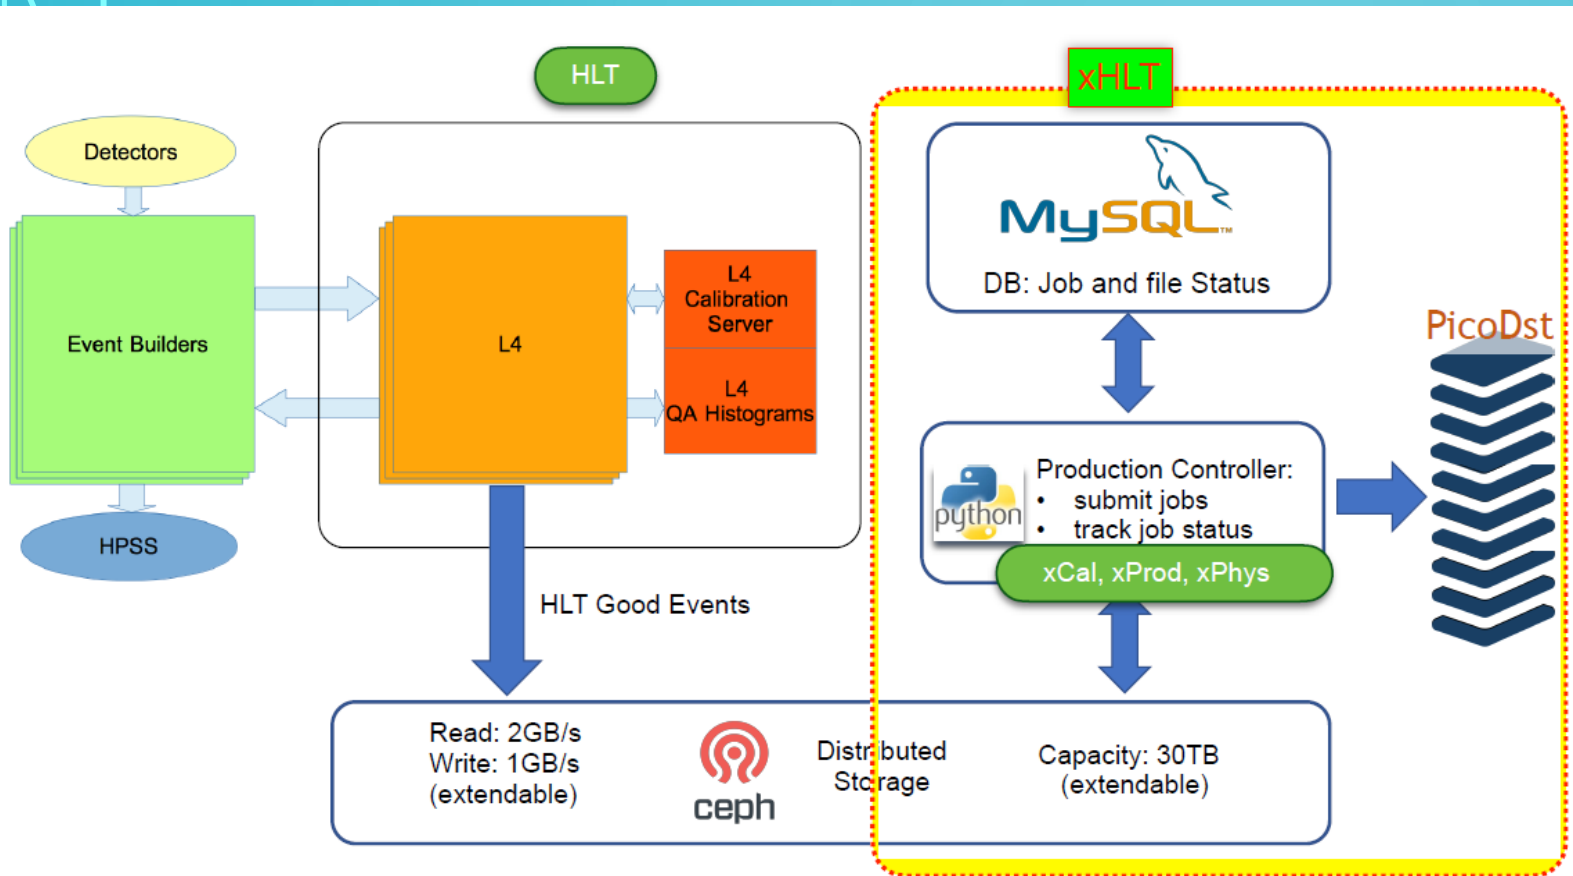 HLT
xHLT
Detectors
Event Builders
HPSS
L4
L4
Calibration
Server
L4
QA Histograms
HLT Good Events
MySQL™
DB: Job and file Status
PicoDst
python
Production Controller:
• submit jobs
• track job status
xCal, xProd, xPhys
Read: 2GB/s
Write: 1GB/s
(extendable)
ceph
Distributed
Storage
Capacity: 30TB
(extendable)